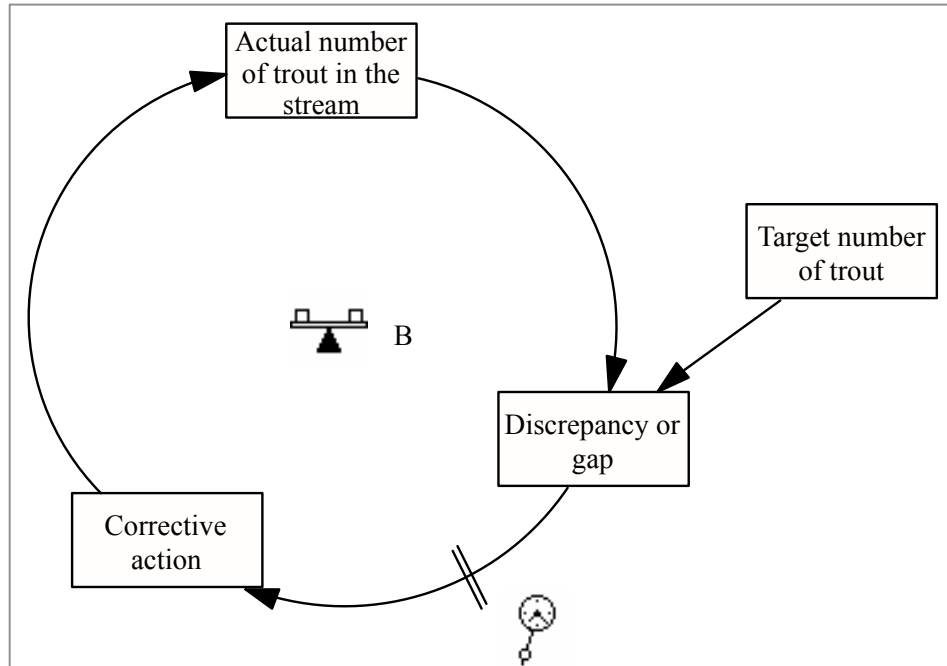 Actual number
of trout in the
stream
Target number
of trout
B
Discrepancy or
gap
Corrective
action